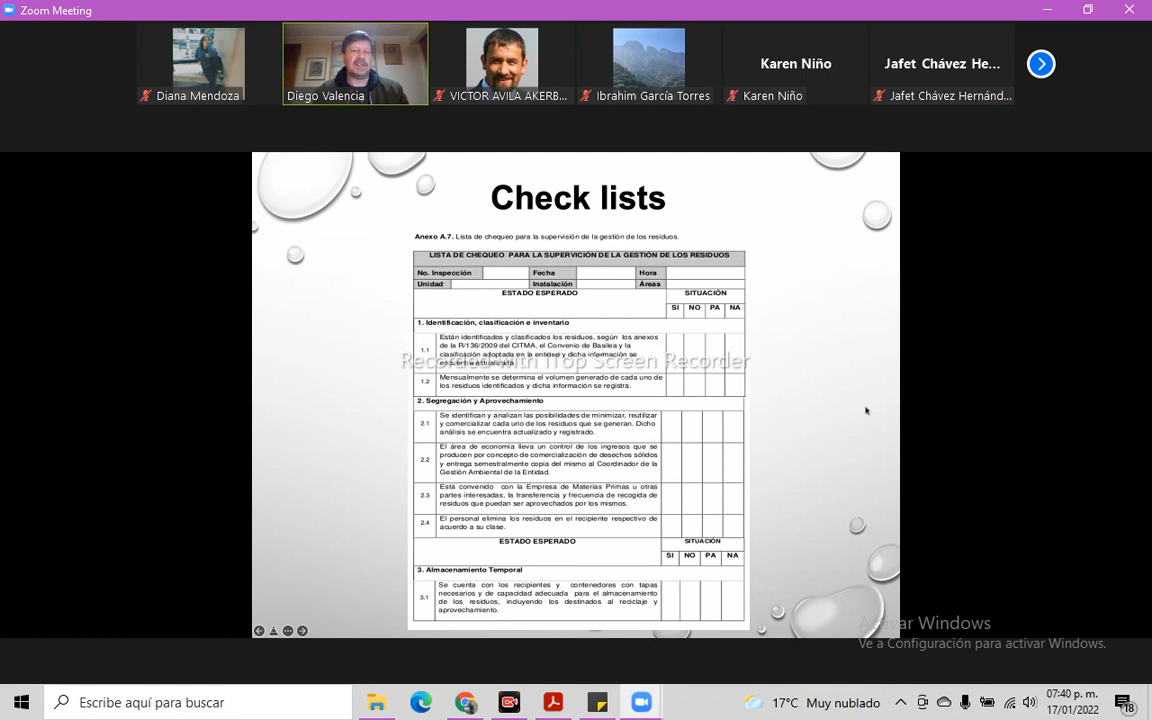 Zoom Meeting
Karen Niño
Jafet Chávez He...
Diana Mendoza
Diego Valencia
VICTOR AVILA AKERB...
Ibrahim García Torres
Karen Niño
Jafet Chávez Hernánd...
Check lists
Anexo A.7. Lista de chequeo para la supervisión de la gestión de los residuos.
LISTA DE CHEQUEO PARA LA SUPERVISIÓN DE LA GESTIÓN DE LOS RESIDUOS
No. Inspección Fecha Hora
Unidad Instalación Áreas
ESTADO ESPERADO SITUACIÓN
SI NO PA NA
1. Identificación, clasificación e inventario
1.1 Están identificados y clasificados los residuos, según los anexos
de la R/136/2009 del CITMA, el Convenio de Basilea y la
clasificación adoptada en la entidad y dicha información se
encuentra actualizada.
Recorded with iTop Screen Recorder
1.2 Mensualmente se determina el volumen generado de cada uno de
los residuos identificados y dicha información se registra.
2. Segregación y Aprovechamiento
2.1 Se identifican y analizan las posibilidades de minimizar, reutilizar
y comercializar cada uno de los residuos que se generan. Dicho
análisis se encuentra actualizado y registrado.
2.2 El área de economía lleva un control de los ingresos que se
producen por concepto de comercialización de desechos sólidos
y entrega semestralmente copia del mismo al Coordinador de la
Gestión Ambiental de la Entidad.
2.3 Está convenido con la Empresa de Materias Primas u otras
partes interesadas, la transferencia y frecuencia de recogida de
residuos que puedan ser aprovechados por los mismos.
2.4 El personal elimina los residuos en el recipiente respectivo de
acuerdo a su clase.
ESTADO ESPERADO SITUACIÓN
SI NO PA NA
3. Almacenamiento Temporal
3.1 Se cuenta con los recipientes y contenedores con tapas
necesarios y de capacidad adecuada para el almacenamiento
de los residuos, incluyendo los destinados al reciclaje y
aprovechamiento.
Activar Windows
Ve a Configuración para activar Windows.
Escribe aquí para buscar
17°C Muy nublado
07:40 p. m.
17/01/2022
18